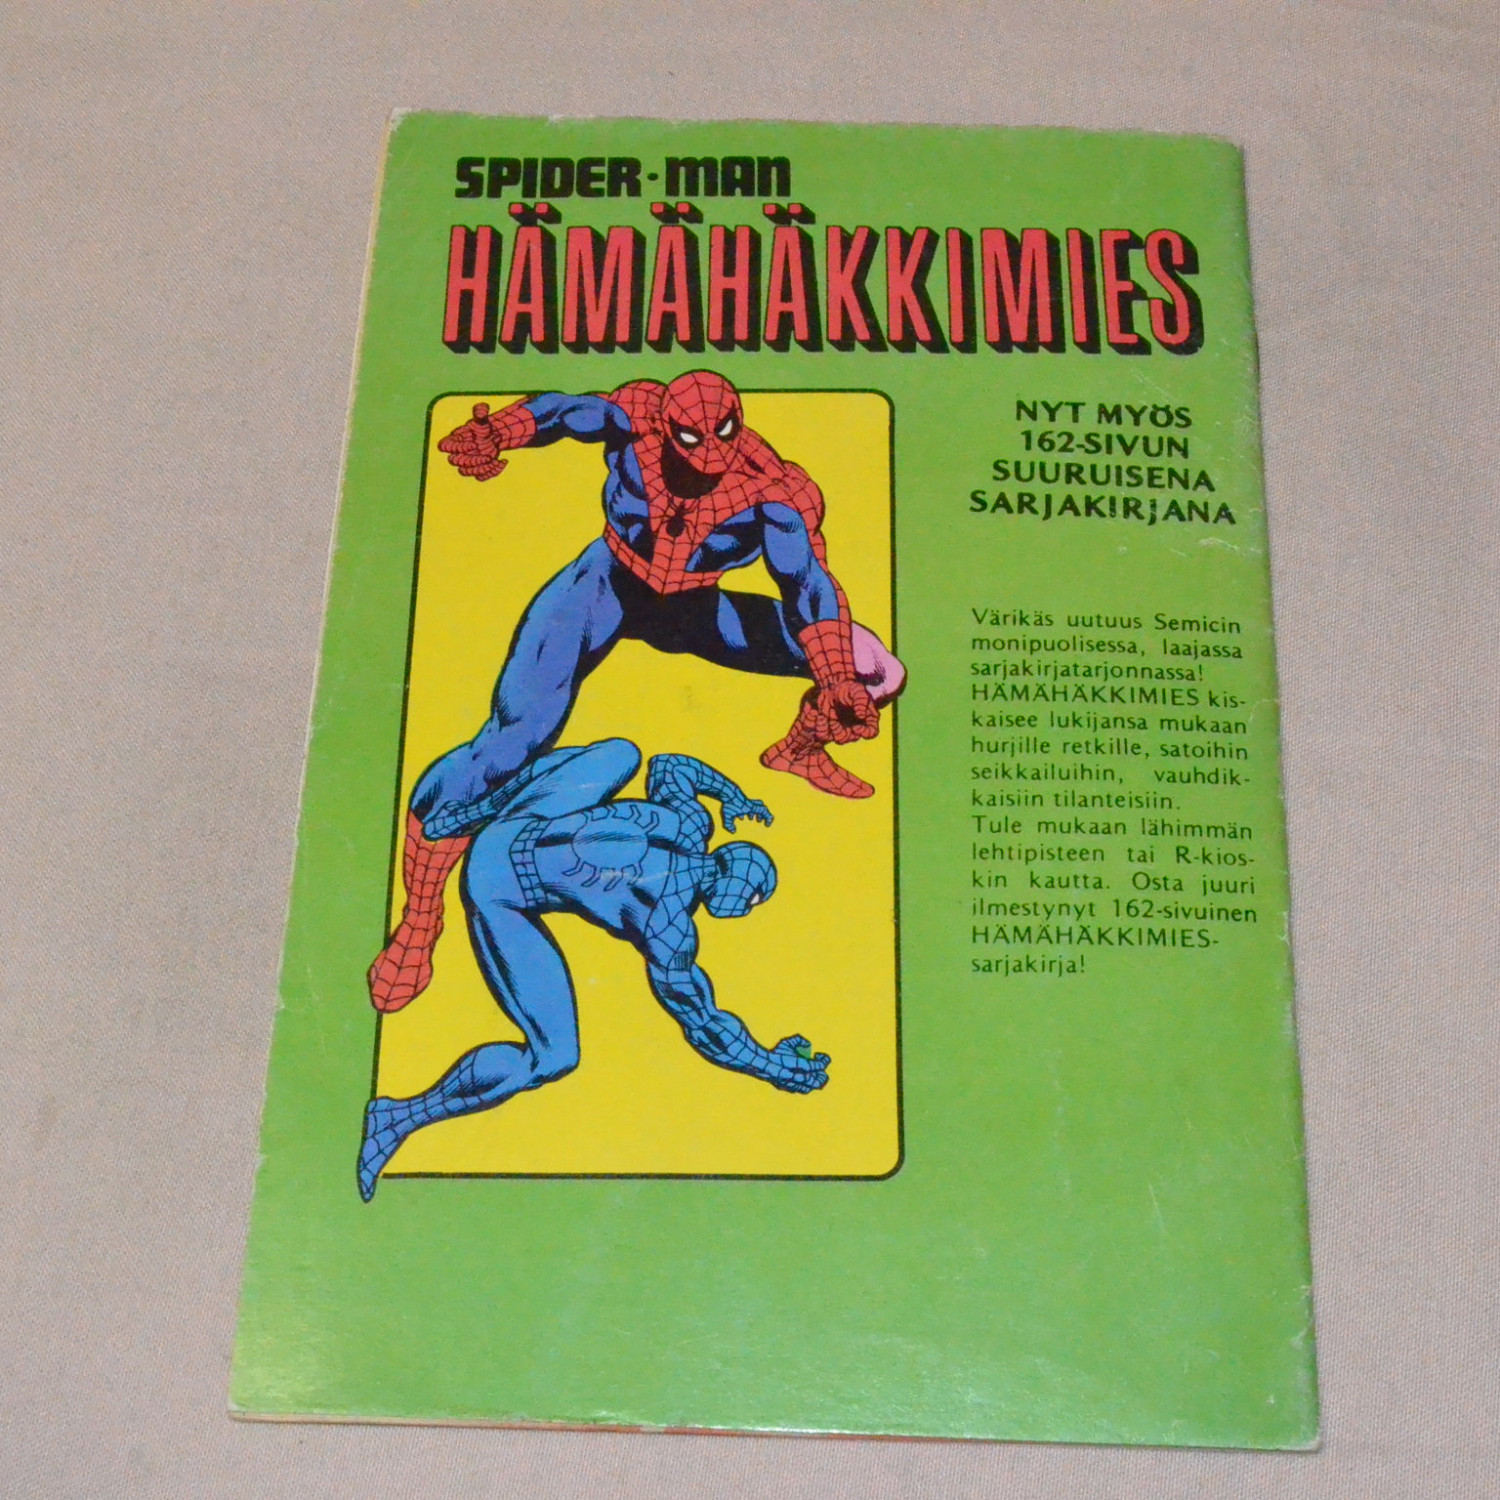 SPIDER-MAN
HÄMÄHÄKKIMIES
NYT MYÖS
162-SIVUN
SUURUISENA
SARJAKIRJANA
Värikäs uutuus Semicin
monipuolisessa, laajassa
sarjakirjatarjonnassa!
HÄMÄHÄKKIMIES kis-
kaisee lukijansa mukaan
hurjille retkille, satoihin
seikkailuihin, vauhdik-
kaisiin tilanteisiin.
Tule mukaan lähimmän
lehtipisteen tai R-kios-
kin kautta. Osta juuri
ilmestynyt 162-sivuinen
HÄMÄHÄKKIMIES-
sarjakirja!